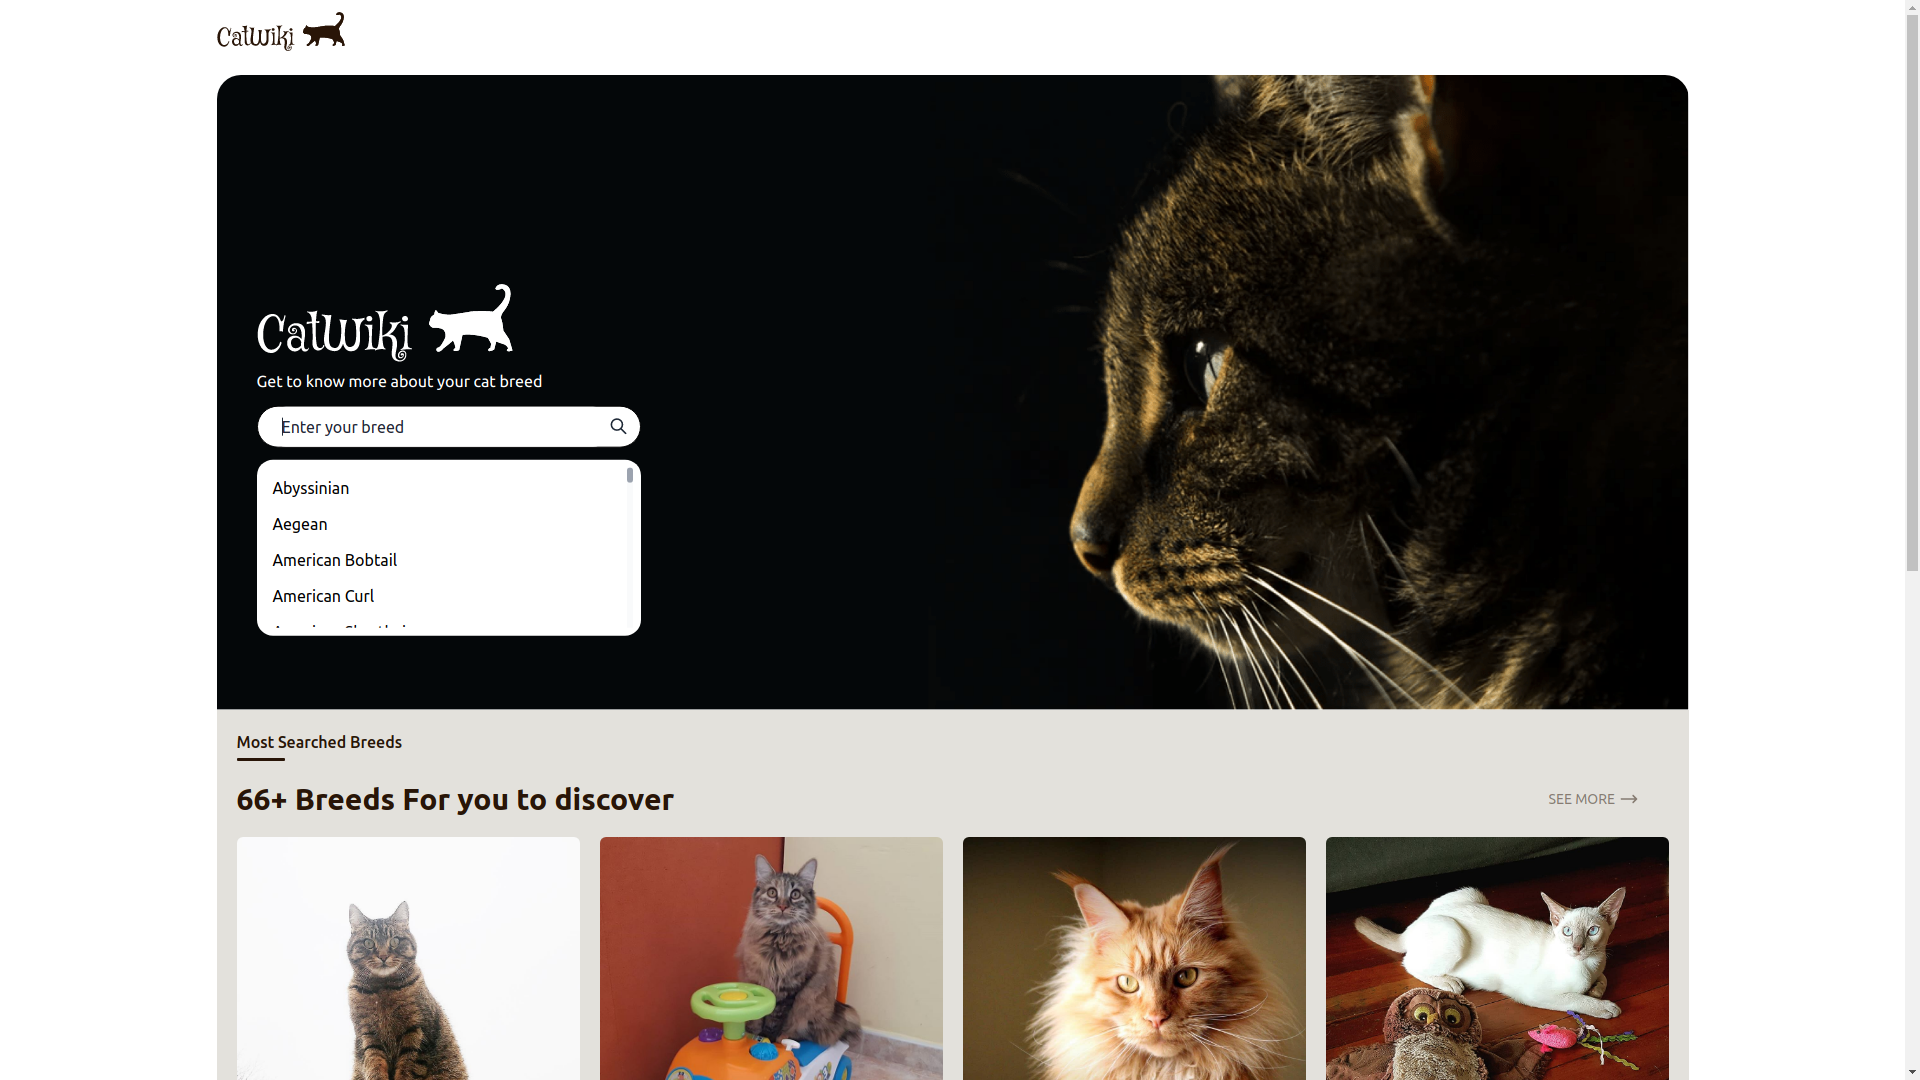 CatWiki
CatWiki
Get to know more about your cat breed
Enter your breed
Abyssinian
Aegean
American Bobtail
American Curl
Most Searched Breeds
66+ Breeds For you to discover
SEE MORE